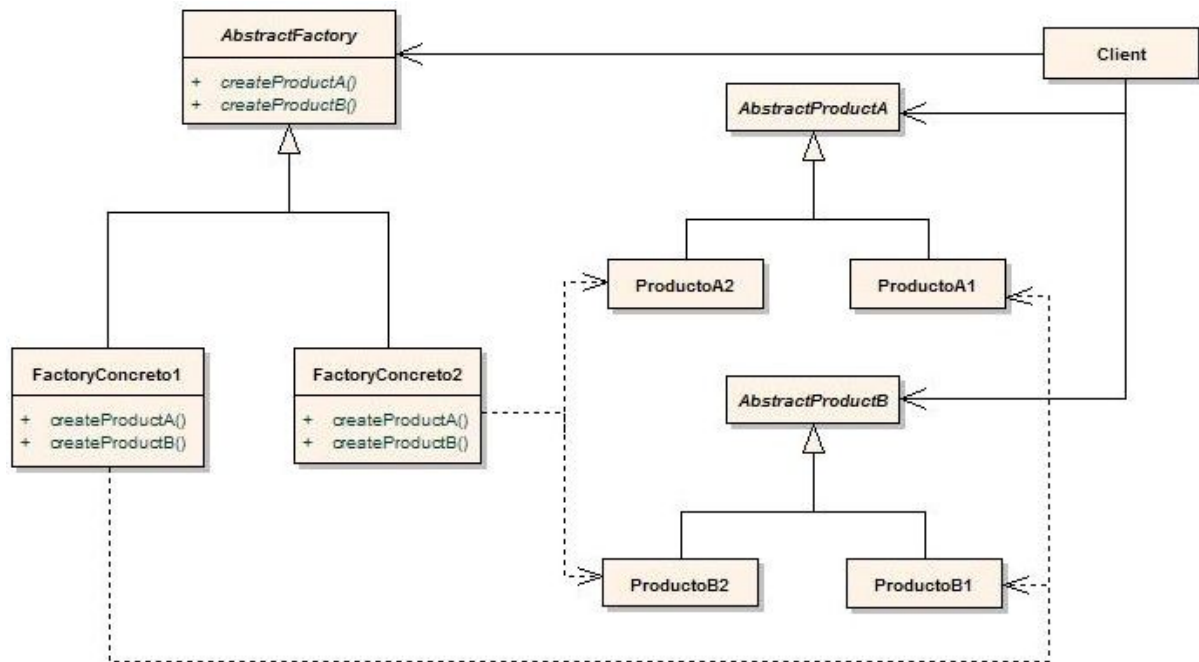 AbstractFactory
+ createProductA()
+ createProductB()
Client
AbstractProductA
ProductoA2
ProductoA1
FactoryConcreto1
+ createProductA()
+ createProductB()
FactoryConcreto2
+ createProductA()
+ createProductB()
AbstractProductB
ProductoB2
ProductoB1